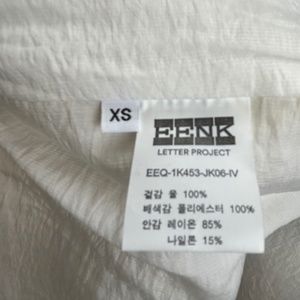 XS
EENK
LETTER PROJECT
EEQ-1K453-JK06-IV
겉감 울 100%
배색감 폴리에스터 100%
안감 레이온 85%
나일론 15%